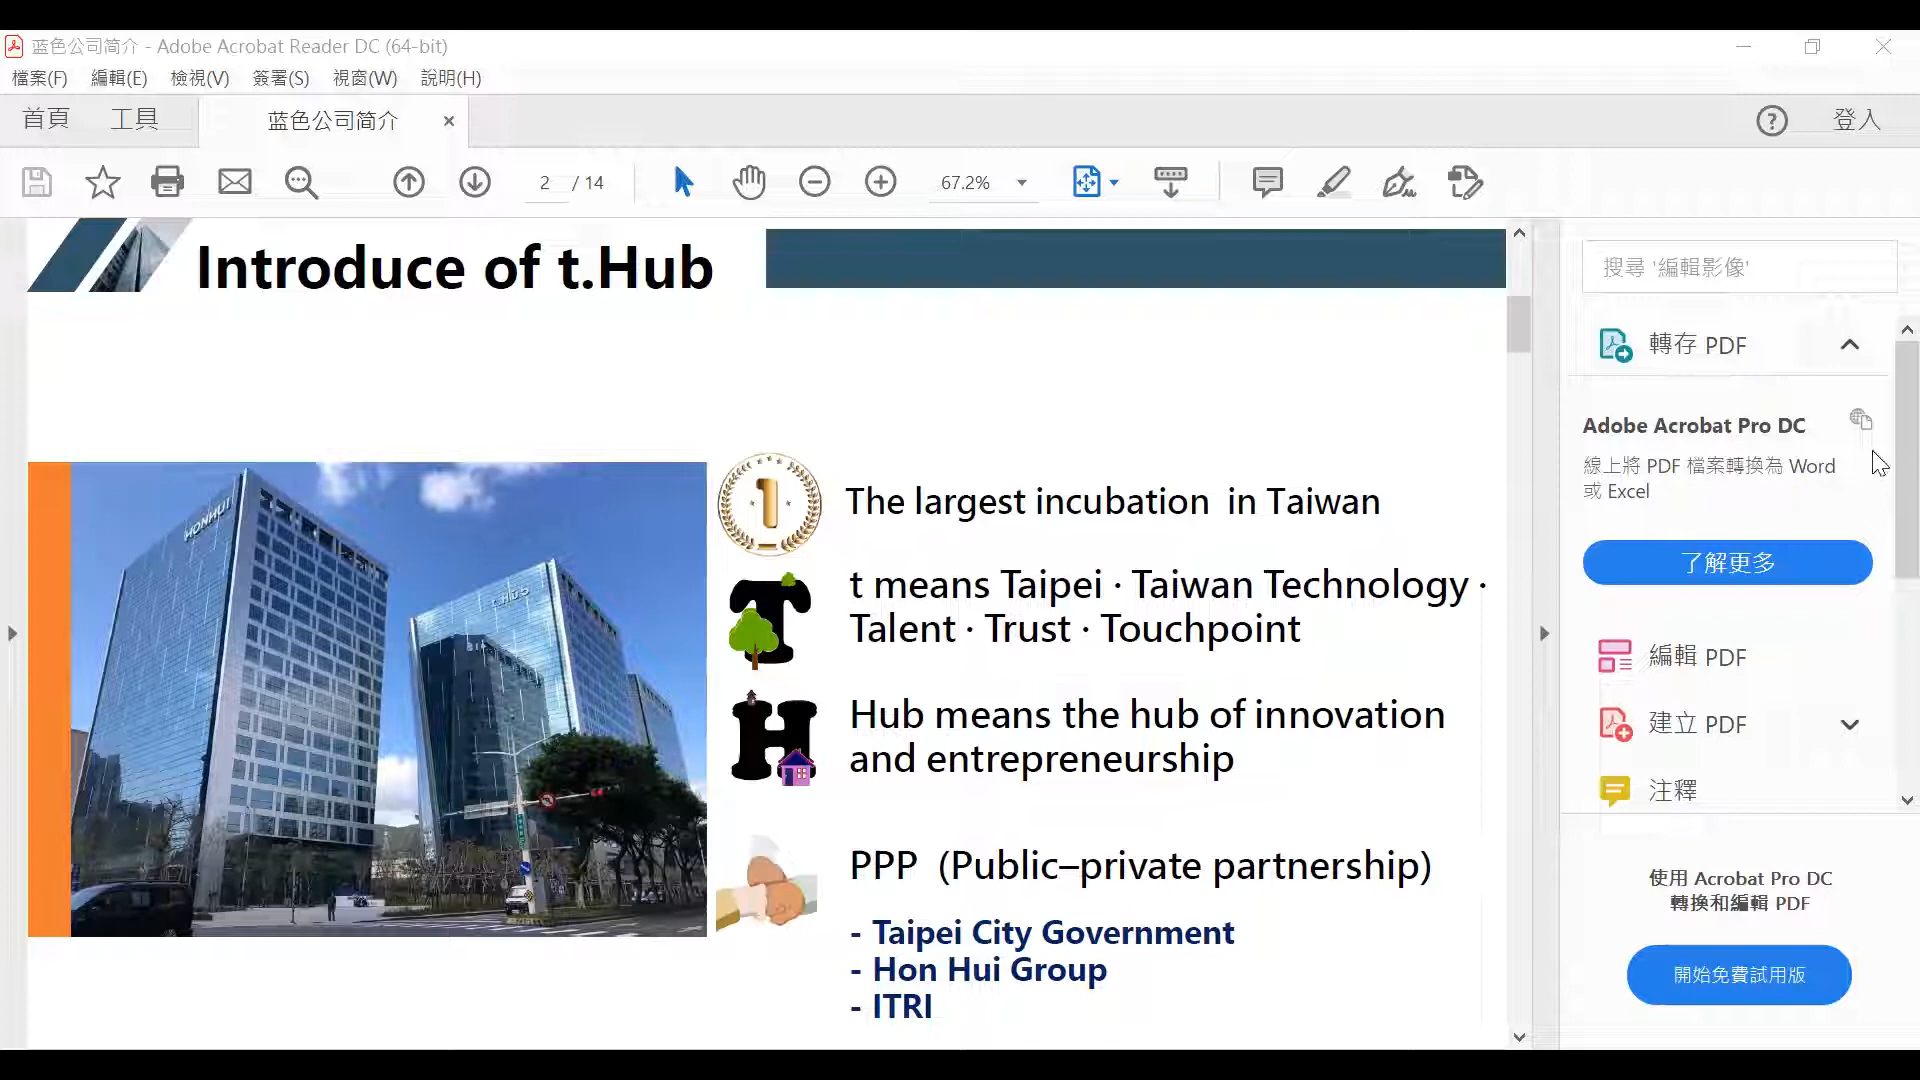 蓝色公司简介 - Adobe Acrobat Reader DC (64-bit)
檔案(F) 編輯(E) 檢視(V) 簽署(S) 視窗(W) 說明(H)
首頁 工具 蓝色公司简介 × 登入
2 / 14 67.2%
Introduce of t.Hub
HONHUI
t.Hub
1
The largest incubation in Taiwan
T
t means Taipei · Taiwan Technology ·
Talent · Trust · Touchpoint
H
Hub means the hub of innovation
and entrepreneurship
PPP (Public–private partnership)
- Taipei City Government
- Hon Hui Group
- ITRI
搜尋 '編輯影像'
轉存 PDF
Adobe Acrobat Pro DC
線上將 PDF 檔案轉換為 Word
或 Excel
了解更多
編輯 PDF
建立 PDF
注釋
使用 Acrobat Pro DC
轉換和編輯 PDF
開始免費試用版